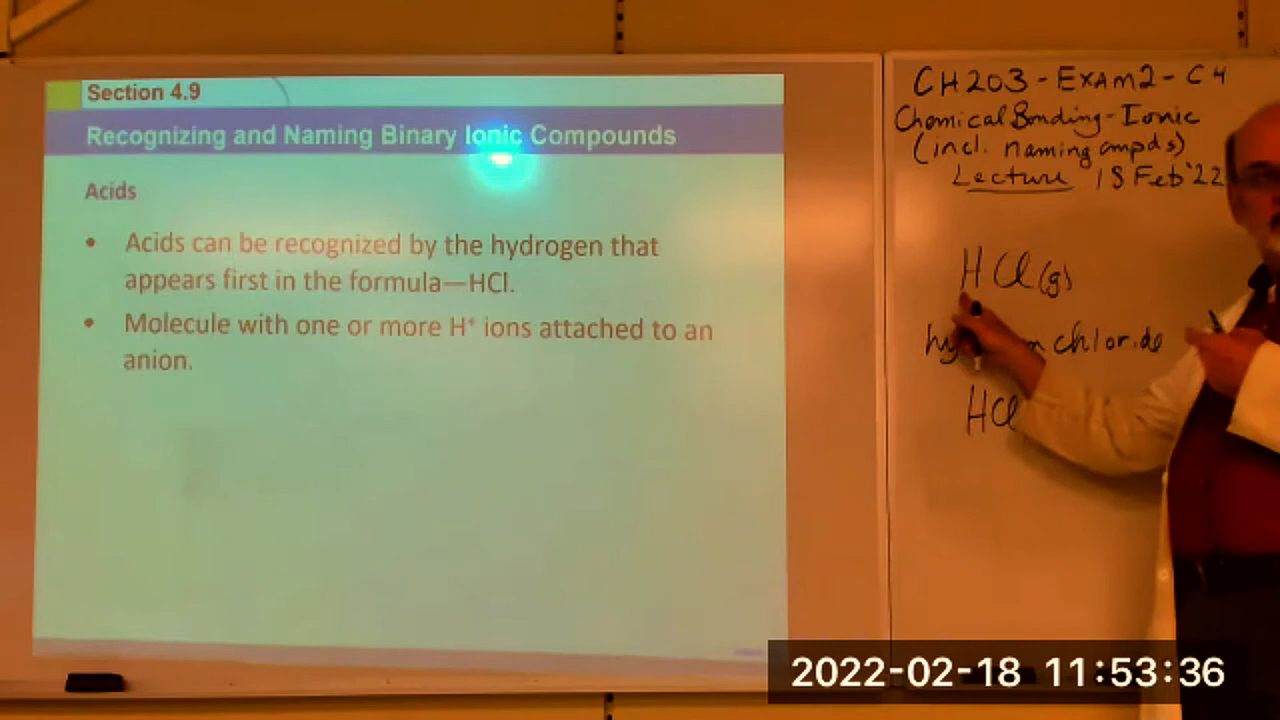 Section 4.9
Recognizing and Naming Binary Ionic Compounds
Acids
• Acids can be recognized by the hydrogen that
appears first in the formula—HCl.
• Molecule with one or more H⁺ ions attached to an
anion.
CH203-EXAM2-C4
Chemical Bonding-Ionic
(incl. naming cmpds)
Lecture 18 Feb '22
HCl(g)
chloride
HCl
2022-02-18 11:53:36